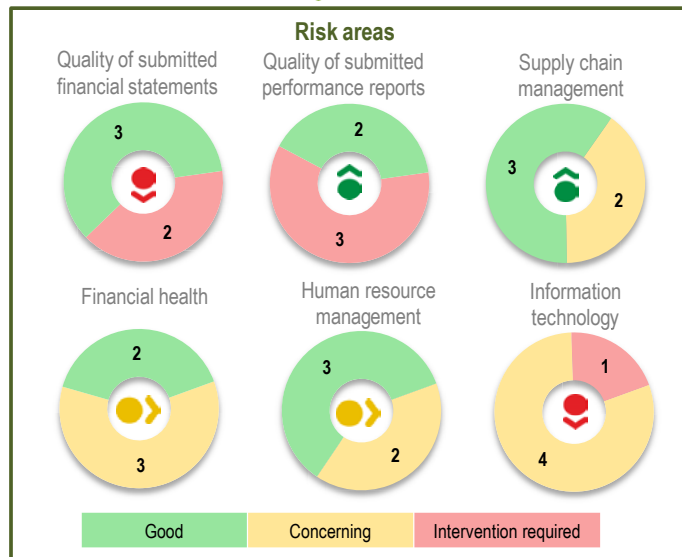 Risk areas
Quality of submitted
financial statements
3
2
Quality of submitted
performance reports
2
3
Supply chain
management
3
2
Financial health
2
3
Human resource
management
3
2
Information
technology
1
4
Good
Concerning
Intervention required